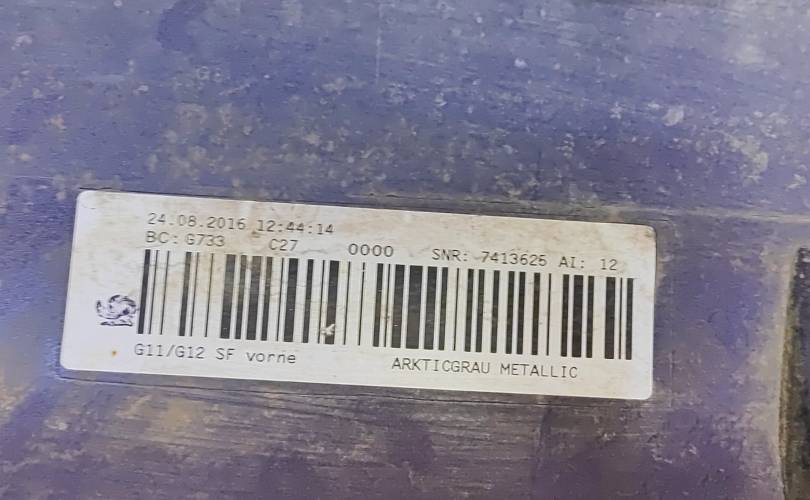 24.08.2016 12:44:14
BC: G733 C27 0000 SNR: 7413625 AI: 12
G11/G12 SF vorne ARKTICGRAU METALLIC